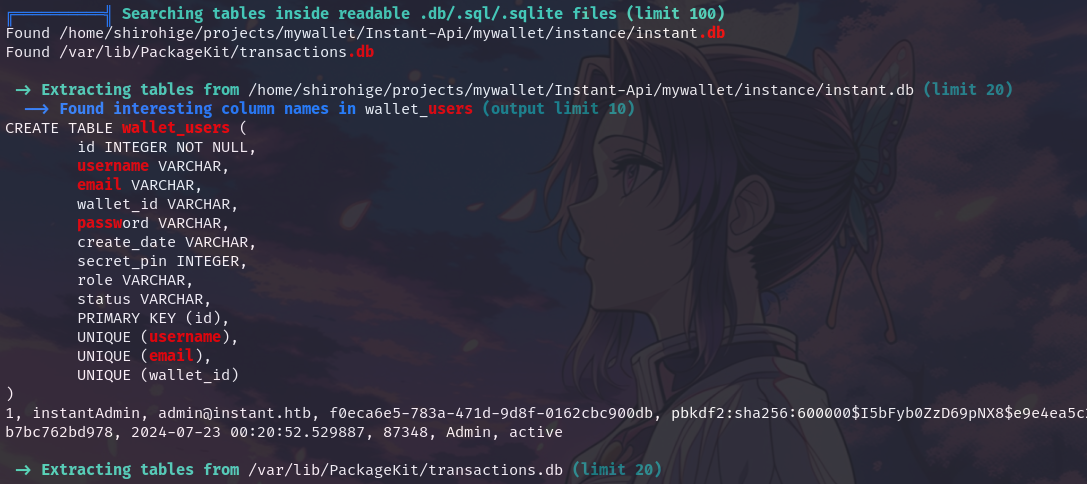 ╔══════════╣ Searching tables inside readable .db/.sql/.sqlite files (limit 100)
Found /home/shirohige/projects/mywallet/Instant-Api/mywallet/instance/instant.db
Found /var/lib/PackageKit/transactions.db
-> Extracting tables from /home/shirohige/projects/mywallet/Instant-Api/mywallet/instance/instant.db (limit 20)
--> Found interesting column names in wallet_users (output limit 10)
CREATE TABLE wallet_users (
id INTEGER NOT NULL,
username VARCHAR,
email VARCHAR,
wallet_id VARCHAR,
password VARCHAR,
create_date VARCHAR,
secret_pin INTEGER,
role VARCHAR,
status VARCHAR,
PRIMARY KEY (id),
UNIQUE (username),
UNIQUE (email),
UNIQUE (wallet_id)
)
1, instantAdmin, admin@instant.htb, f0eca6e5-783a-471d-9d8f-0162cbc900db, pbkdf2:sha256:600000$I5bFyb0ZzD69pNX8$e9e4ea5c
b7bc762bd978, 2024-07-23 00:20:52.529887, 87348, Admin, active
-> Extracting tables from /var/lib/PackageKit/transactions.db (limit 20)